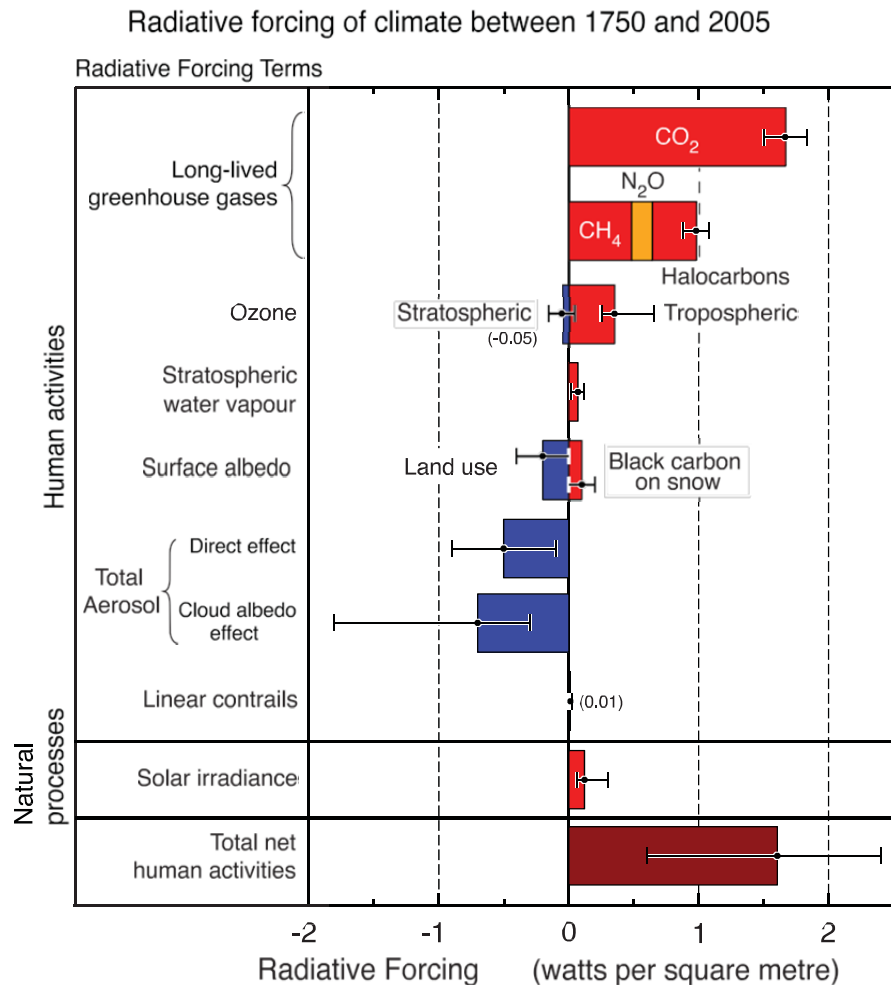 Radiative forcing of climate between 1750 and 2005
Radiative Forcing Terms
Human activities
Long-lived
greenhouse gases
CO2
N2O
CH4
Halocarbons
Ozone
Stratospheric
(-0.05)
Tropospheric
Stratospheric
water vapour
Surface albedo
Land use
Black carbon
on snow
Total
Aerosol
Direct effect
Cloud albedo
effect
Linear contrails
(0.01)
Natural
processes
Solar irradiance
Total net
human activities
-2 -1 0 1 2
Radiative Forcing (watts per square metre)